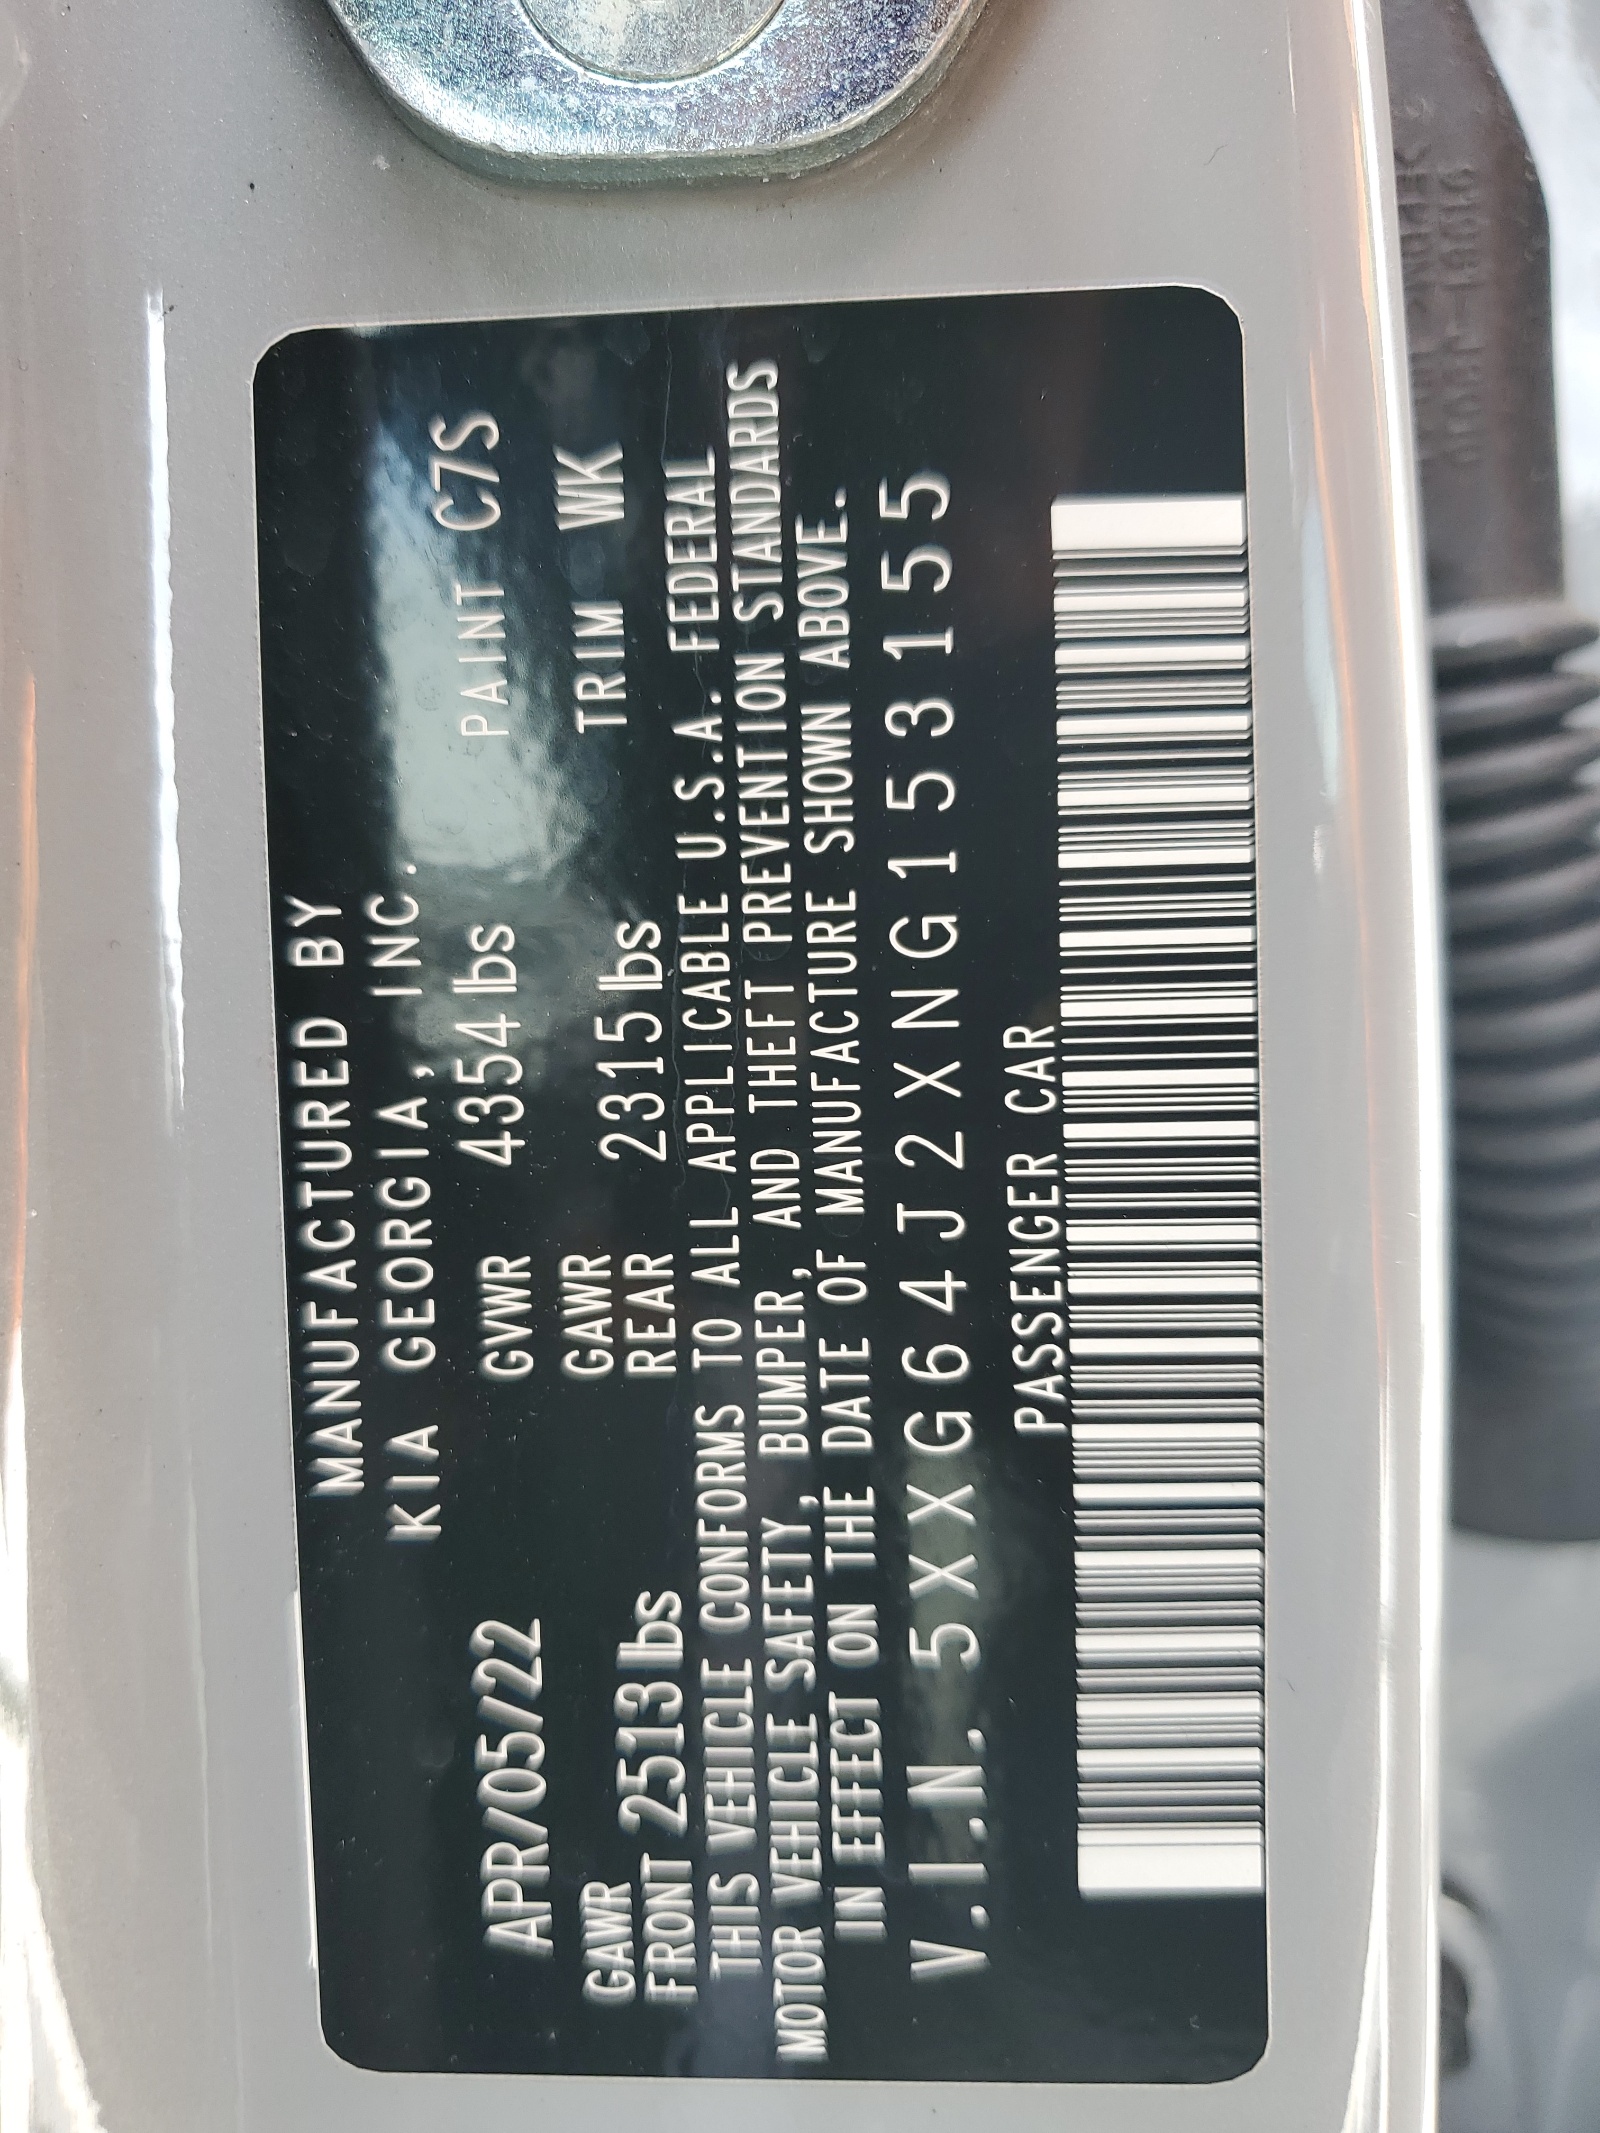 MANUFACTURED BY
KIA GEORGIA, INC.
APR/05/22 GVWR 4354 lbs PAINT C7S
GAWR FRONT 2513 lbs GAWR REAR 2315 lbs TRIM WK
THIS VEHICLE CONFORMS TO ALL APPLICABLE U.S.A. FEDERAL
MOTOR VEHICLE SAFETY, BUMPER, AND THEFT PREVENTION STANDARDS
IN EFFECT ON THE DATE OF MANUFACTURE SHOWN ABOVE.
V.I.N. 5XXG64J2XNG153155
PASSENGER CAR